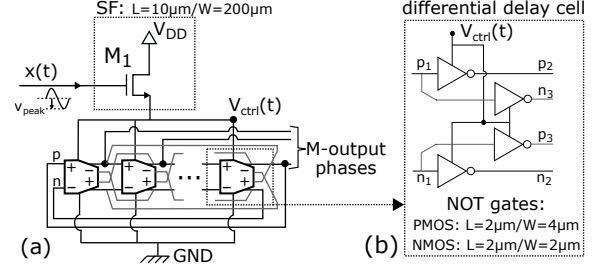 SF: L=10µm/W=200µm
V_DD
M_1
x(t)
v_peak
V_ctrl(t)
M-output
phases
p
n
+
-
+
-
+
-
+
-
+
-
+
-
...
GND
(a)
differential delay cell
V_ctrl(t)
p_1
p_2
n_3
p_3
n_1
n_2
NOT gates:
PMOS: L=2µm/W=4µm
NMOS: L=2µm/W=2µm
(b)